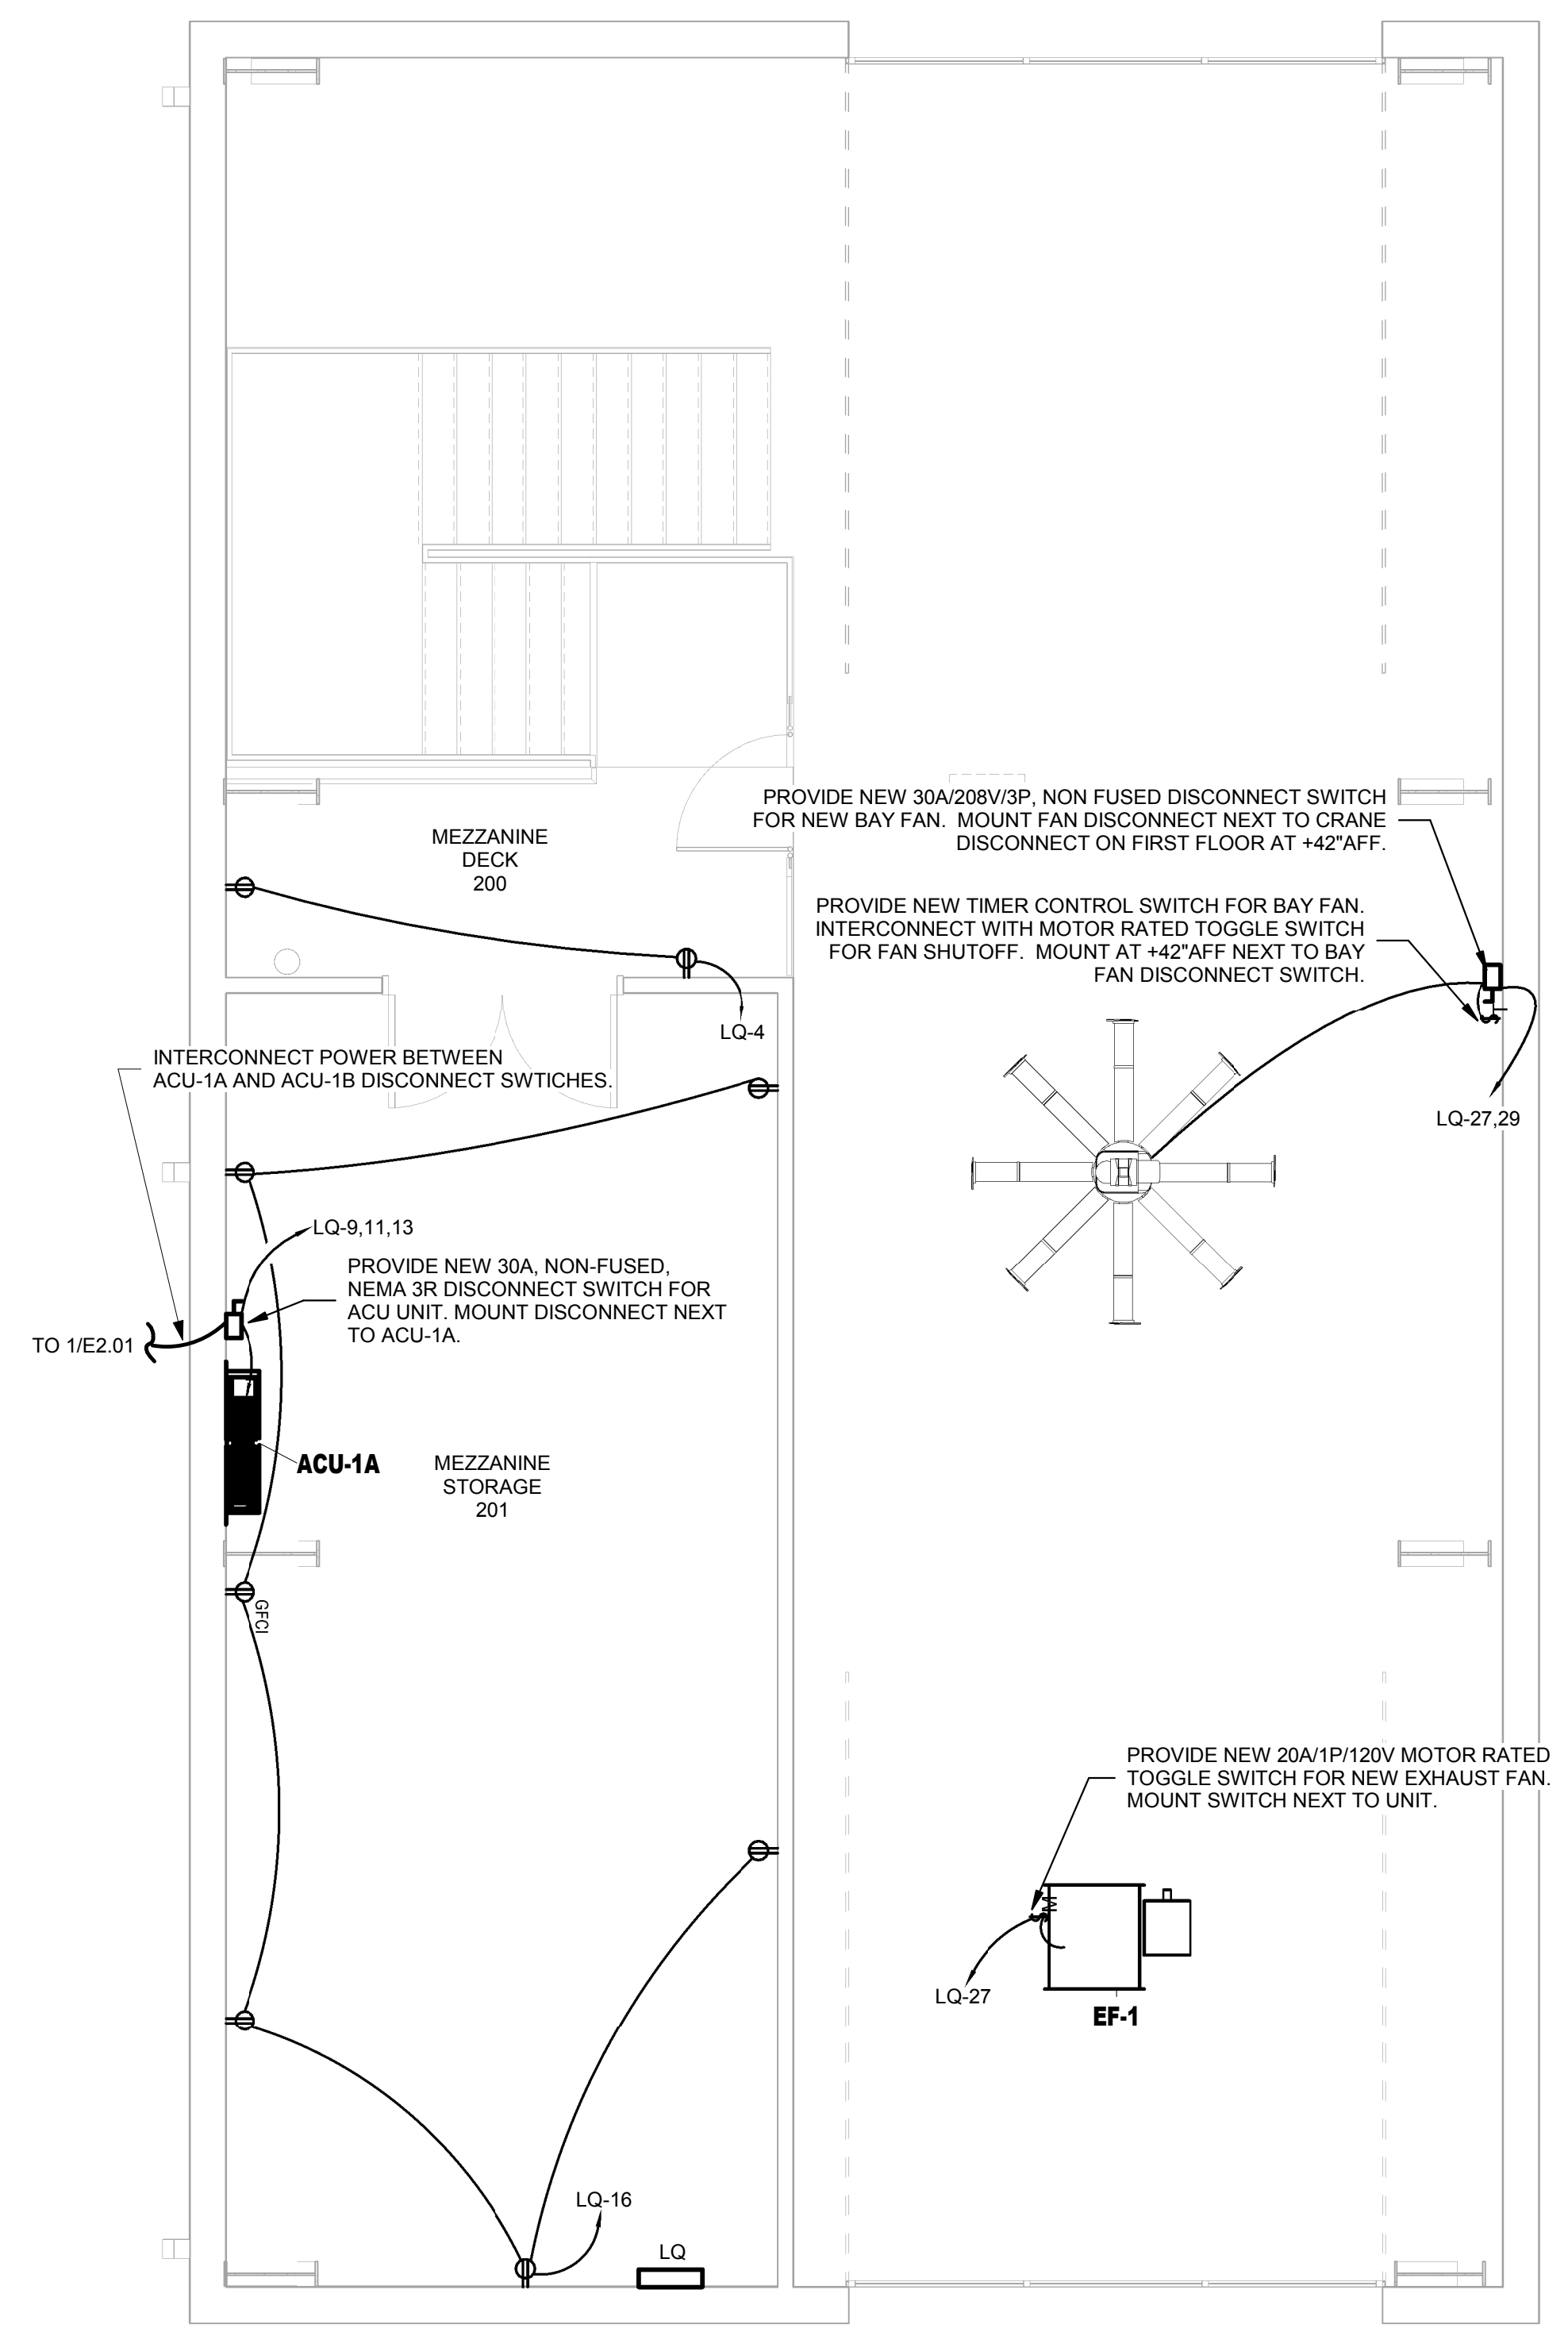 MEZZANINE
DECK
200
PROVIDE NEW 30A/208V/3P, NON FUSED DISCONNECT SWITCH
FOR NEW BAY FAN.  MOUNT FAN DISCONNECT NEXT TO CRANE
DISCONNECT ON FIRST FLOOR AT +42"AFF.
PROVIDE NEW TIMER CONTROL SWITCH FOR BAY FAN.
INTERCONNECT WITH MOTOR RATED TOGGLE SWITCH
FOR FAN SHUTOFF.  MOUNT AT +42"AFF NEXT TO BAY
FAN DISCONNECT SWITCH.
LQ-4
INTERCONNECT POWER BETWEEN
ACU-1A AND ACU-1B DISCONNECT SWTICHES.
LQ-27,29
LQ-9,11,13
PROVIDE NEW 30A, NON-FUSED,
NEMA 3R DISCONNECT SWITCH FOR
ACU UNIT. MOUNT DISCONNECT NEXT
TO ACU-1A.
TO 1/E2.01
ACU-1A
MEZZANINE
STORAGE
201
GFCI
PROVIDE NEW 20A/1P/120V MOTOR RATED
TOGGLE SWITCH FOR NEW EXHAUST FAN.
MOUNT SWITCH NEXT TO UNIT.
$M
LQ-27
EF-1
LQ-16
LQ